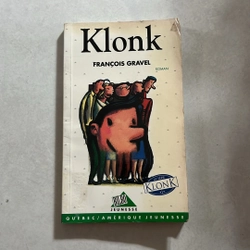 Klonk
FRANÇOIS GRAVEL
ROMAN
KLONK
JEUNESSE
QUÉBEC/AMÉRIQUE JEUNESSE